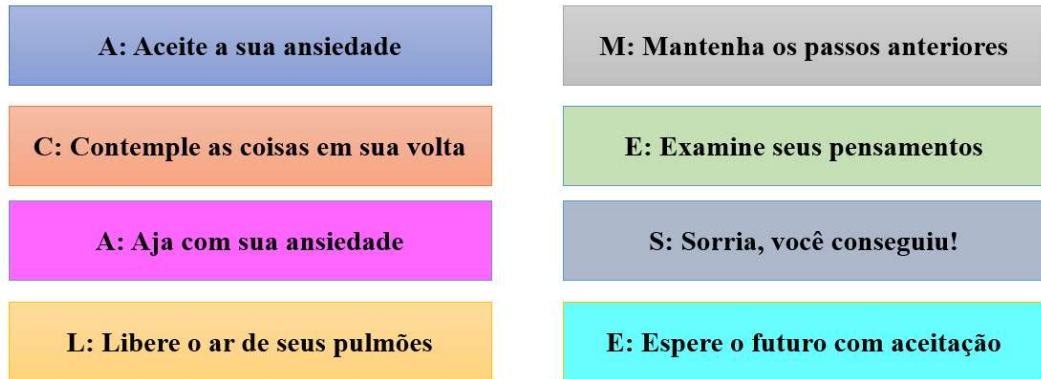 A: Aceite a sua ansiedade
C: Contemple as coisas em sua volta
A: Aja com sua ansiedade
L: Libere o ar de seus pulmões
M: Mantenha os passos anteriores
E: Examine seus pensamentos
S: Sorria, você conseguiu!
E: Espere o futuro com aceitação